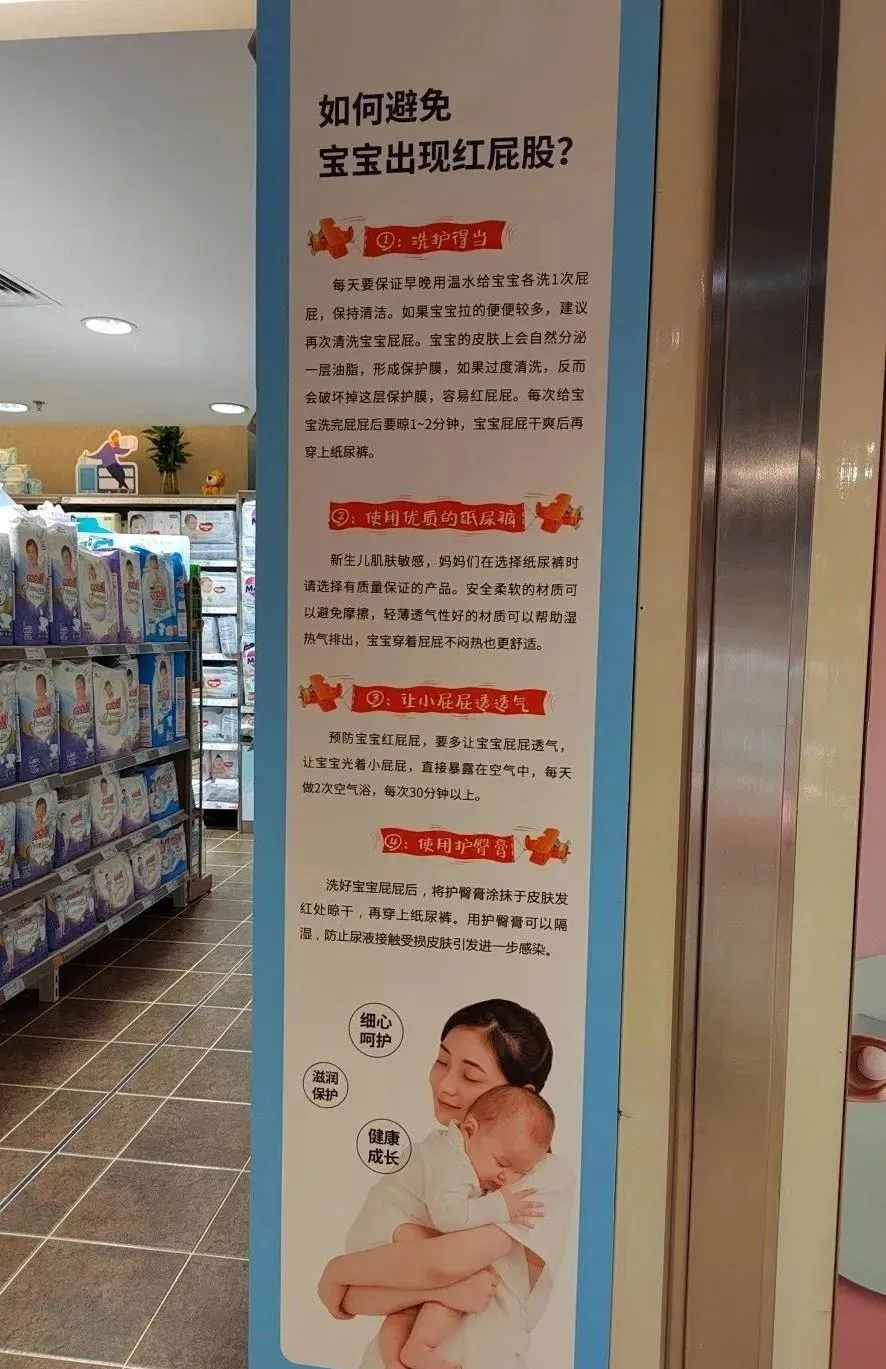 如何避免
宝宝出现红屁股？
①：洗护得当
每天要保证早晚用温水给宝宝各洗1次屁
屁，保持清洁。如果宝宝拉的便便较多，建议
再次清洗宝宝屁屁。宝宝的皮肤上会自然分泌
一层油脂，形成保护膜，如果过度清洗，反而
会破坏掉这层保护膜，容易红屁屁。每次给宝
宝洗完屁屁后要晾1~2分钟，宝宝屁屁干爽后再
穿上纸尿裤。
②：使用优质的纸尿裤
新生儿肌肤敏感，妈妈们在选择纸尿裤时
请选择有质量保证的产品。安全柔软的材质可
以避免摩擦，轻薄透气性好的材质可以帮助湿
热气排出，宝宝穿着屁屁不闷热也更舒适。
③：让小屁屁透透气
预防宝宝红屁屁，要多让宝宝屁屁透气，
让宝宝光着小屁屁，直接暴露在空气中，每天
做2次空气浴，每次30分钟以上。
④：使用护臀膏
洗好宝宝屁屁后，将护臀膏涂抹于皮肤发
红处晾干，再穿上纸尿裤。用护臀膏可以隔
湿，防止尿液接触受损皮肤引发进一步感染。
细心
呵护
滋润
保护
健康
成长